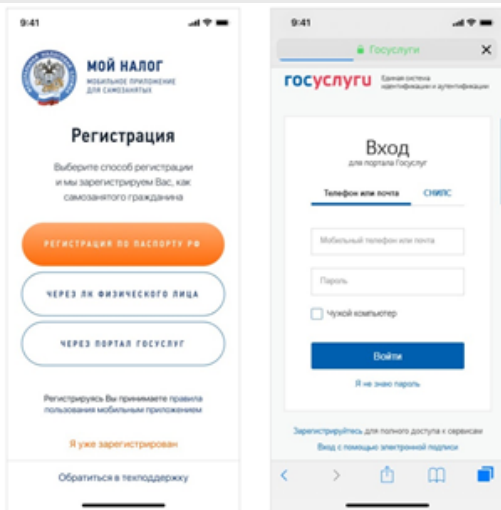 9:41
МОЙ НАЛОГ
МОБИЛЬНОЕ ПРИЛОЖЕНИЕ
ДЛЯ САМОЗАНЯТЫХ
Регистрация
Выберите способ регистрации
и мы зарегистрируем Вас, как
самозанятого гражданина
РЕГИСТРАЦИЯ ПО ПАСПОРТУ РФ
ЧЕРЕЗ ЛК ФИЗИЧЕСКОГО ЛИЦА
ЧЕРЕЗ ПОРТАЛ ГОСУСЛУГ
Регистрируясь Вы принимаете правила
пользования мобильным приложением
Я уже зарегистрирован
Обратиться в техподдержку
9:41
Госуслуги
госуслуги
Единая система
идентификации и аутентификации
Вход
для портала Госуслуг
Телефон или почта
СНИЛС
Мобильный телефон или почта
Пароль
Чужой компьютер
Войти
Я не знаю пароль
Зарегистрируйтесь для полного доступа к сервисам
Вход с помощью электронной подписи